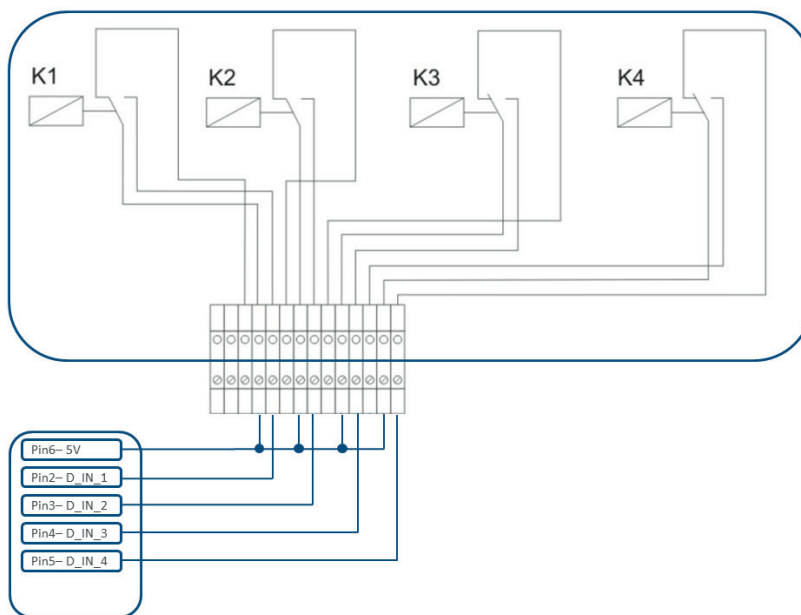 K1
K2
K3
K4
Pin6– 5V
Pin2– D_IN_1
Pin3– D_IN_2
Pin4– D_IN_3
Pin5– D_IN_4